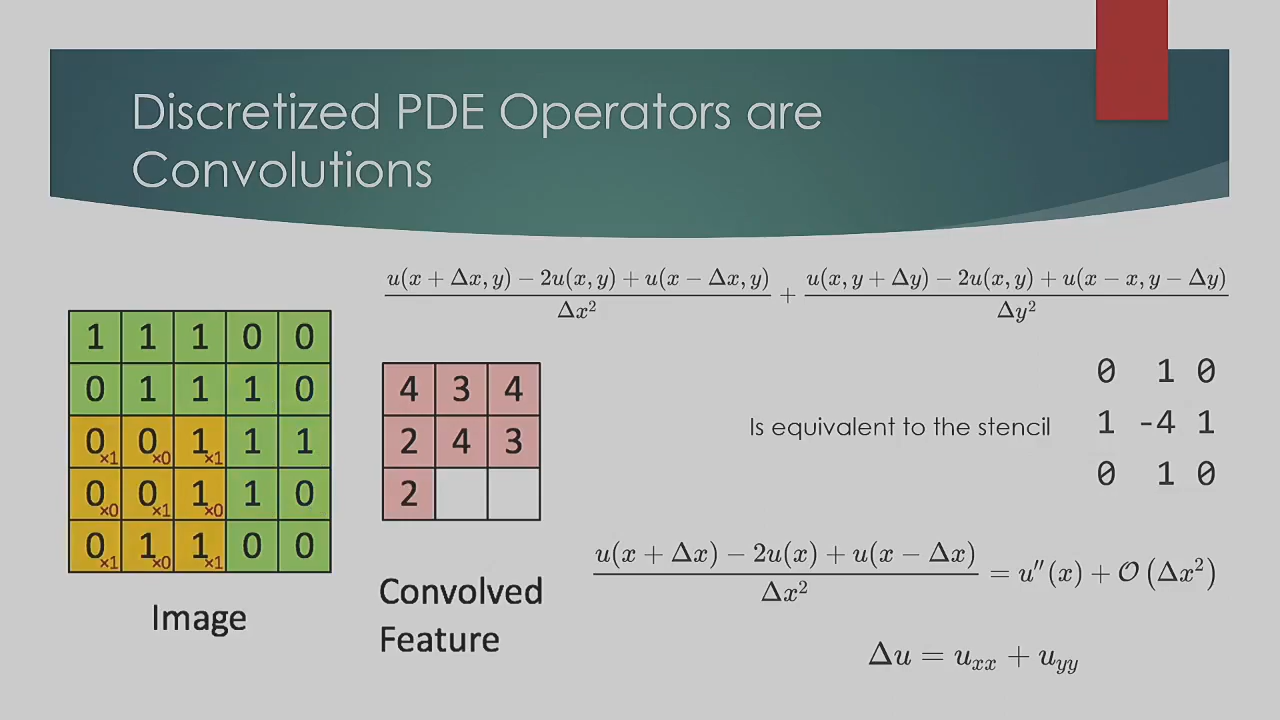 Discretized PDE Operators are
Convolutions
u(x + Δx, y) − 2u(x, y) + u(x − Δx, y) / Δx² + u(x, y + Δy) − 2u(x, y) + u(x − x, y − Δy) / Δy²
1 1 1 0 0
0 1 1 1 0
0×1 0×0 1×1 1 1
0×0 0×1 1×0 1 0
0×1 1×0 1×1 0 0
Image
4 3 4
2 4 3
2
Convolved
Feature
Is equivalent to the stencil
0 1 0
1 -4 1
0 1 0
u(x + Δx) − 2u(x) + u(x − Δx) / Δx² = u″(x) + 𝒪(Δx²)
Δu = uₓₓ + u_yy